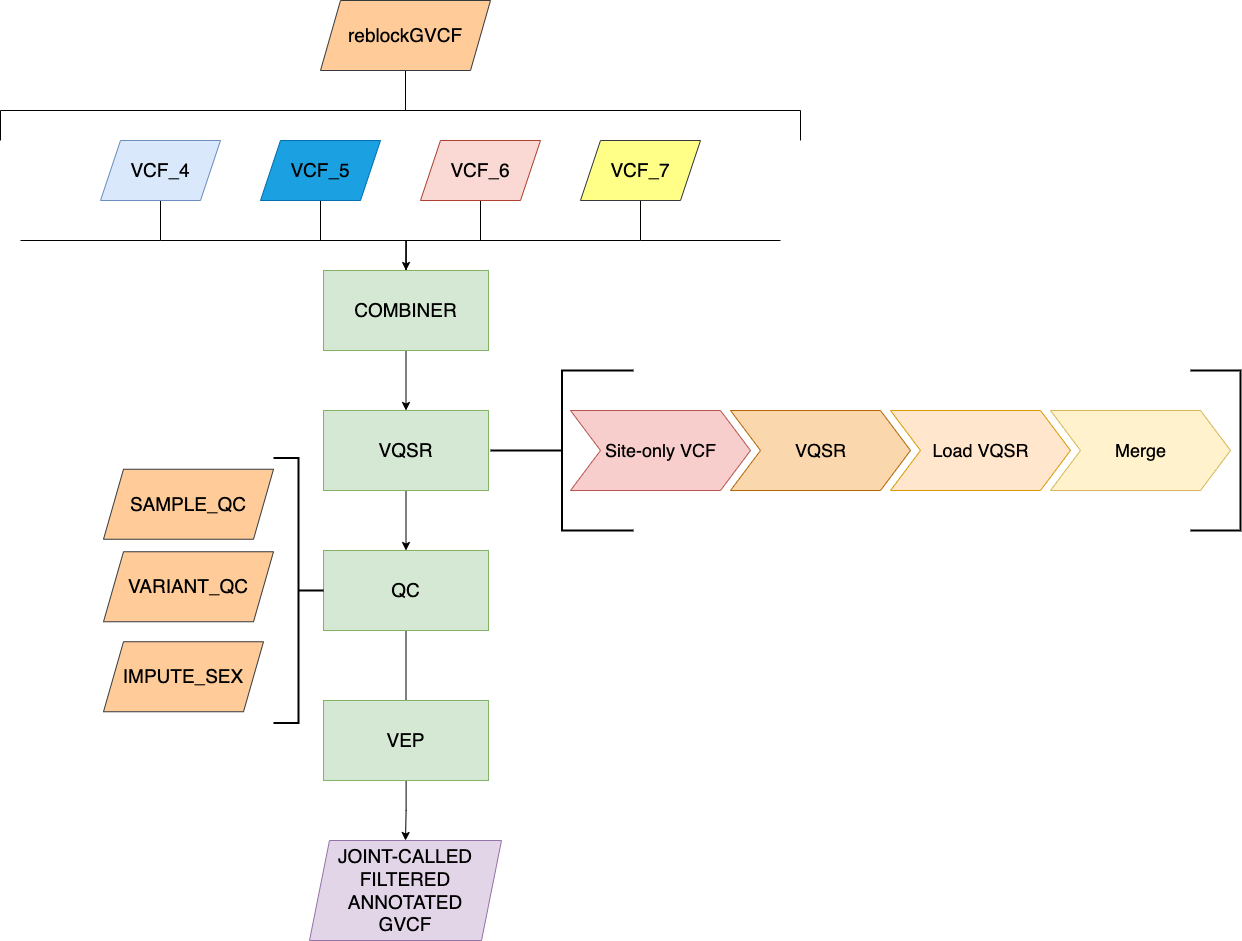 reblockGVCF
VCF_4
VCF_5
VCF_6
VCF_7
COMBINER
VQSR
Site-only VCF
VQSR
Load VQSR
Merge
SAMPLE_QC
VARIANT_QC
IMPUTE_SEX
QC
VEP
JOINT-CALLED
FILTERED
ANNOTATED
GVCF